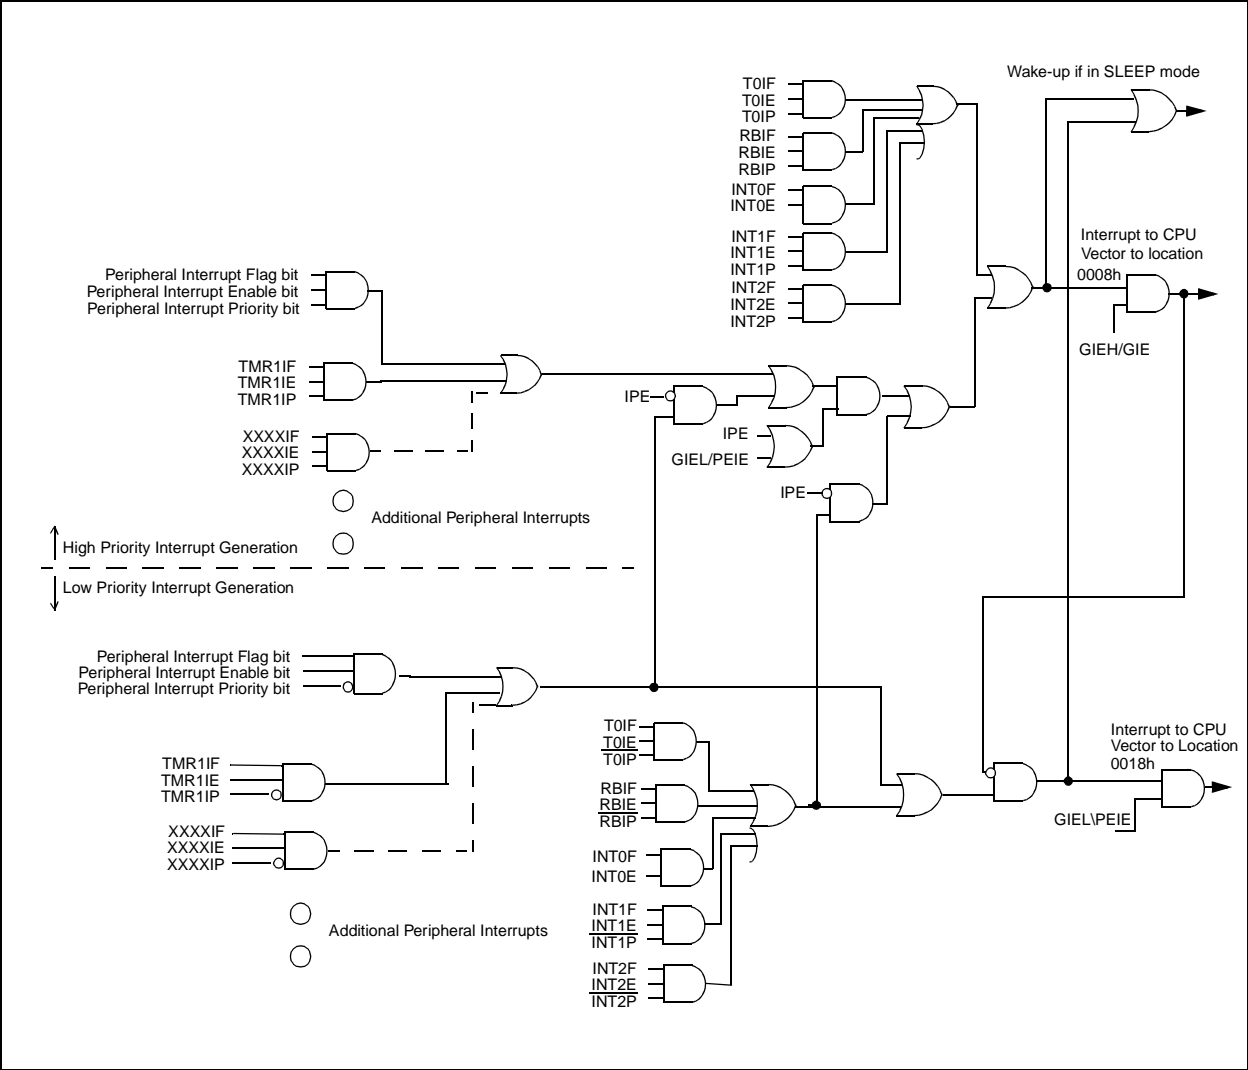 Wake-up if in SLEEP mode
T0IF
T0IE
T0IP
RBIF
RBIE
RBIP
INT0F
INT0E
INT1F
INT1E
INT1P
INT2F
INT2E
INT2P
Interrupt to CPU
Vector to location
0008h
GIEH/GIE
Peripheral Interrupt Flag bit
Peripheral Interrupt Enable bit
Peripheral Interrupt Priority bit
TMR1IF
TMR1IE
TMR1IP
XXXXIF
XXXXIE
XXXXIP
IPE
IPE
GIEL/PEIE
IPE
Additional Peripheral Interrupts
High Priority Interrupt Generation
Low Priority Interrupt Generation
Peripheral Interrupt Flag bit
Peripheral Interrupt Enable bit
Peripheral Interrupt Priority bit
TMR1IF
TMR1IE
TMR1IP
XXXXIF
XXXXIE
XXXXIP
Additional Peripheral Interrupts
T0IF
T0IE
T0IP
RBIF
RBIE
RBIP
INT0F
INT0E
INT1F
INT1E
INT1P
INT2F
INT2E
INT2P
Interrupt to CPU
Vector to Location
0018h
GIEL\PEIE